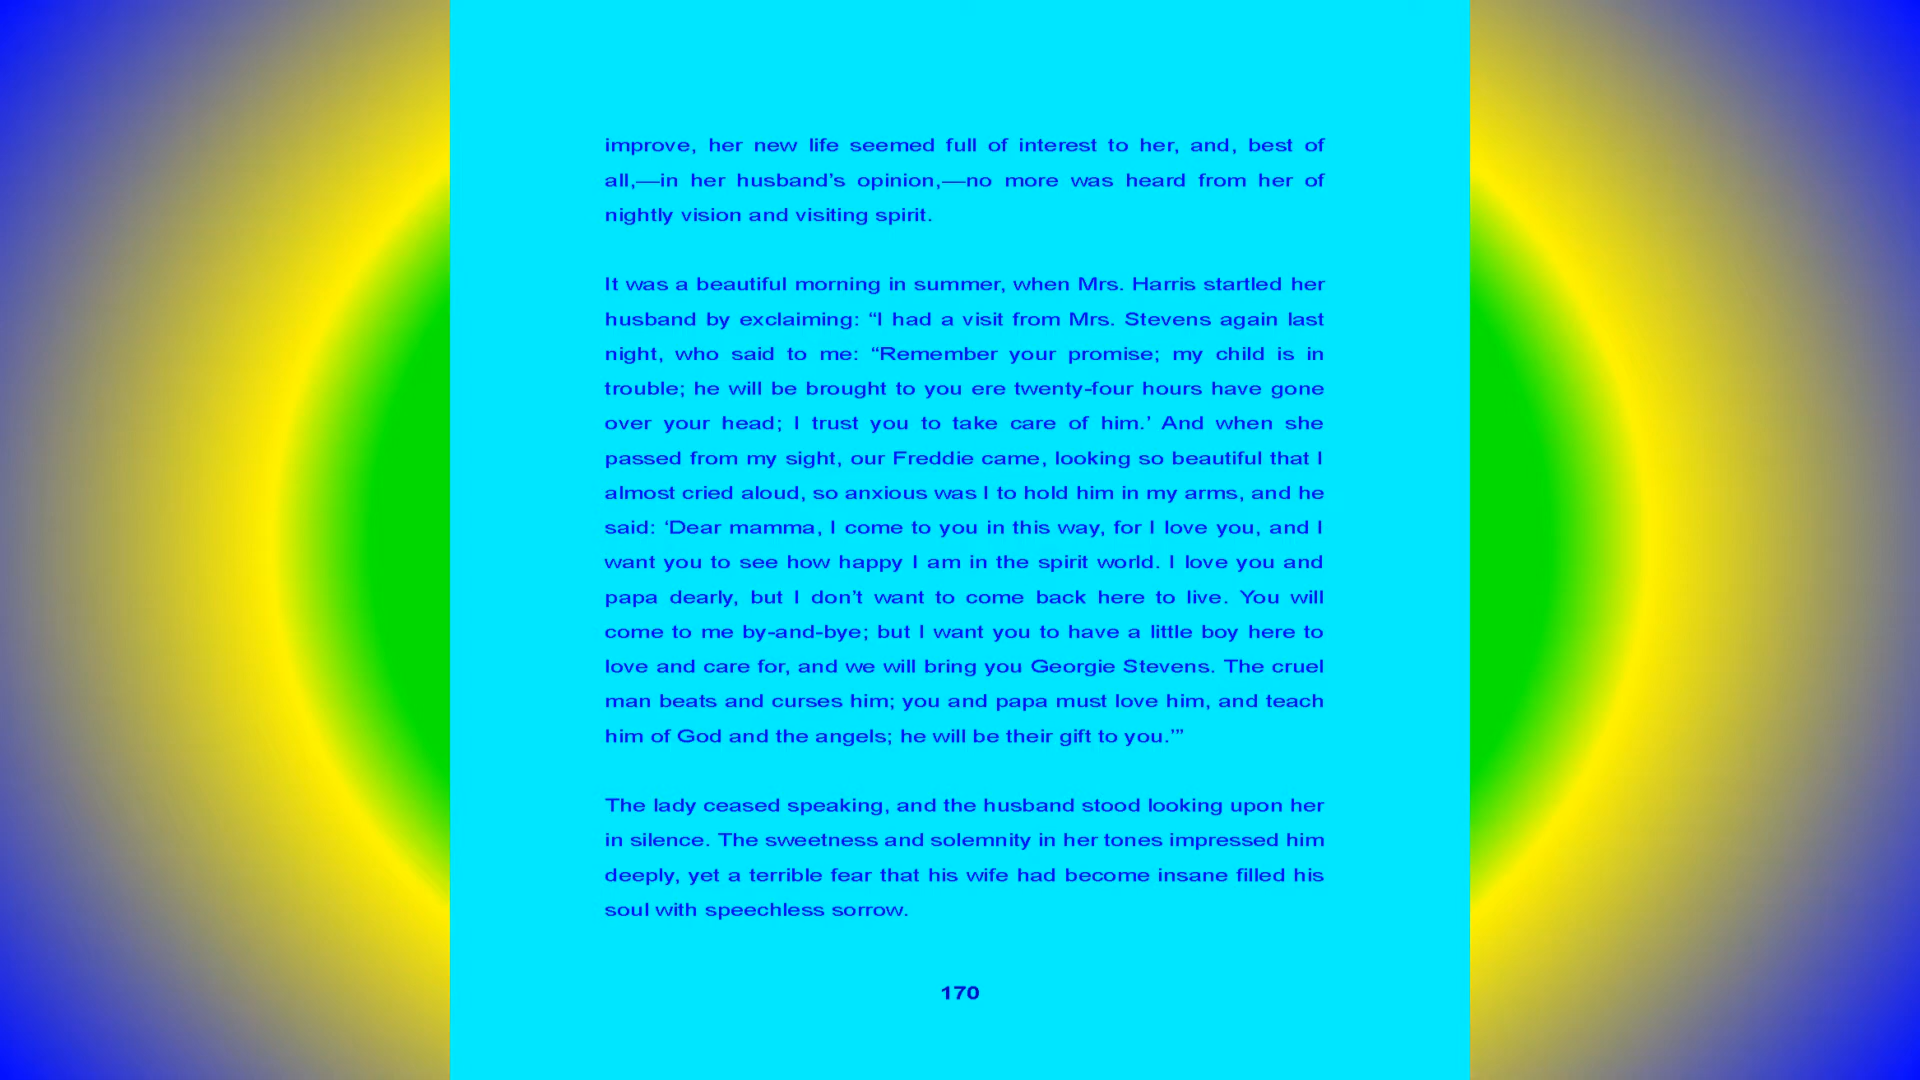 improve, her new life seemed full of interest to her, and, best of
all,—in her husband's opinion,—no more was heard from her of
nightly vision and visiting spirit.
It was a beautiful morning in summer, when Mrs. Harris startled her
husband by exclaiming: “I had a visit from Mrs. Stevens again last
night, who said to me: “Remember your promise; my child is in
trouble; he will be brought to you ere twenty-four hours have gone
over your head; I trust you to take care of him.’ And when she
passed from my sight, our Freddie came, looking so beautiful that I
almost cried aloud, so anxious was I to hold him in my arms, and he
said: ‘Dear mamma, I come to you in this way, for I love you, and I
want you to see how happy I am in the spirit world. I love you and
papa dearly, but I don’t want to come back here to live. You will
come to me by-and-bye; but I want you to have a little boy here to
love and care for, and we will bring you Georgie Stevens. The cruel
man beats and curses him; you and papa must love him, and teach
him of God and the angels; he will be their gift to you.’”
The lady ceased speaking, and the husband stood looking upon her
in silence. The sweetness and solemnity in her tones impressed him
deeply, yet a terrible fear that his wife had become insane filled his
soul with speechless sorrow.
170